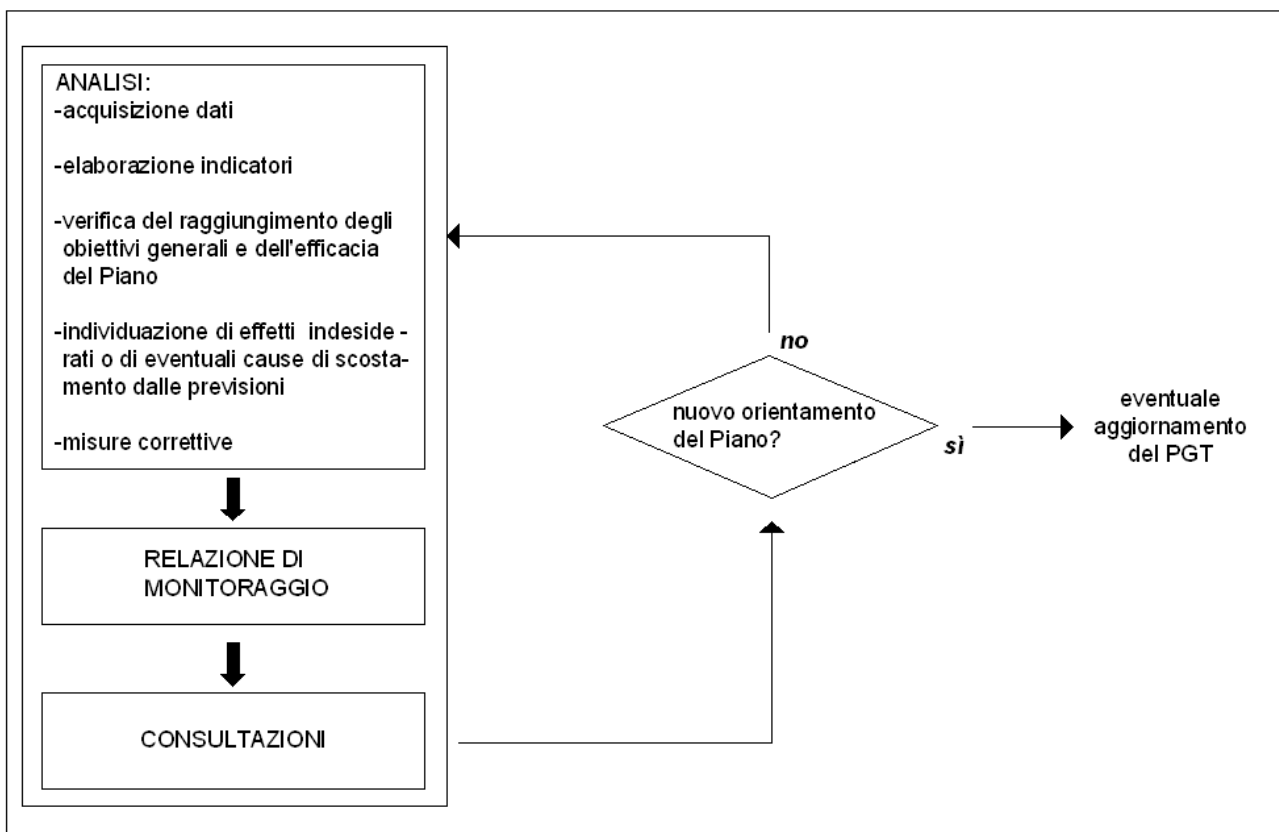 ANALISI:
-acquisizione dati
-elaborazione indicatori
-verifica del raggiungimento degli
obiettivi generali e dell'efficacia
del Piano
-individuazione di effetti indeside -
rati o di eventuali cause di scosta-
mento dalle previsioni
-misure correttive
RELAZIONE DI
MONITORAGGIO
CONSULTAZIONI
no
nuovo orientamento
del Piano?
sì
eventuale
aggiornamento
del PGT